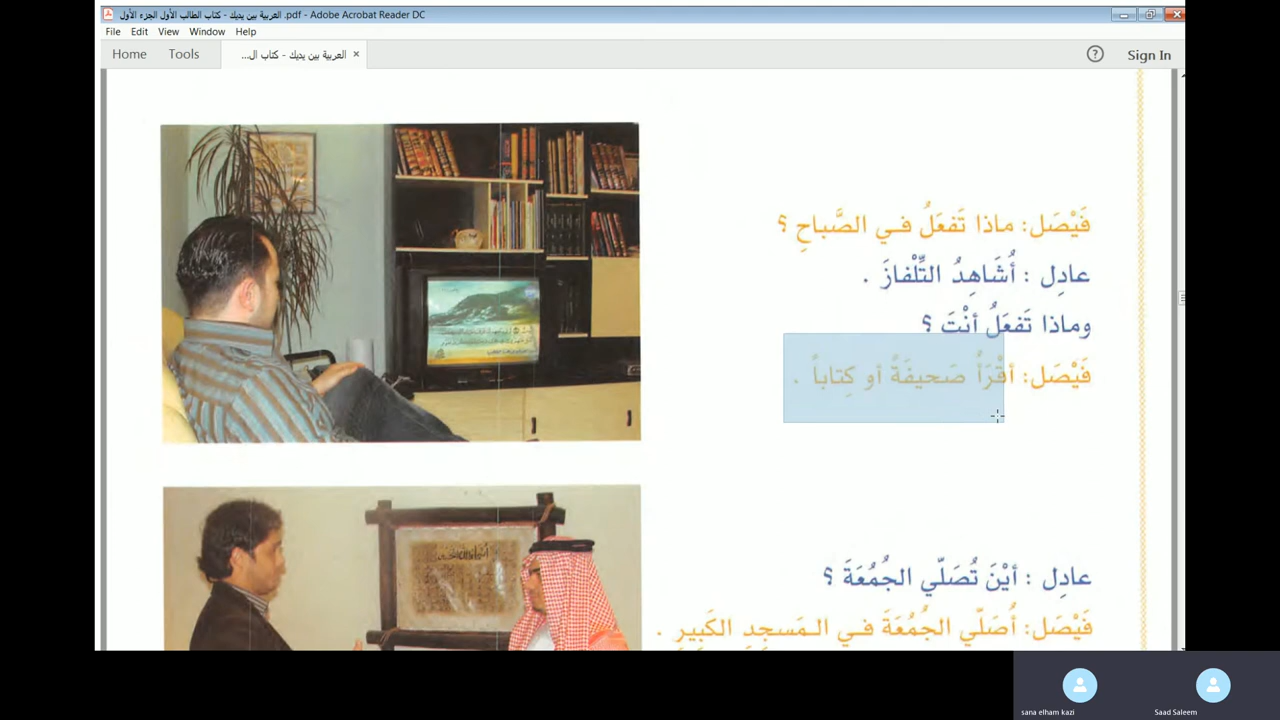 العربية بين يديك - كتاب الطالب الأول الجزء الأول.pdf - Adobe Acrobat Reader DC
File Edit View Window Help
Home Tools العربية بين يديك - كتاب ال... × ? Sign In
فَيْصَل: ماذا تَفعَلُ في الصَّباحِ ؟
عادِل : أُشَاهِدُ التِّلْفازَ .
وماذا تَفعَلُ أنْتَ ؟
فَيْصَل: أقْرَأُ صَحيفَةً أو كِتاباً .
عادِل : أيْنَ تُصَلّي الجُمُعَةَ ؟
فَيْصَل: أُصَلّي الجُمُعَةَ في المَسجِدِ الكَبيرِ .
sana elham kazi
Saad Saleem